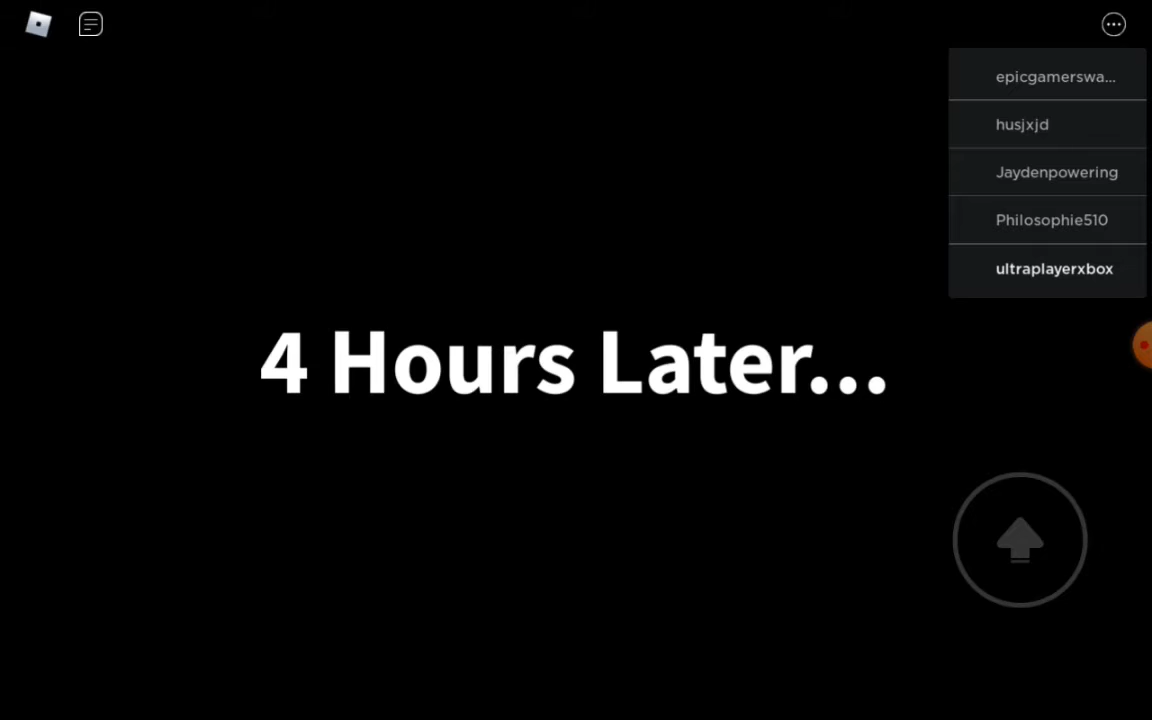 epicgamerswa...
husjxjd
Jaydenpowering
Philosophie510
ultraplayerxbox
4 Hours Later...